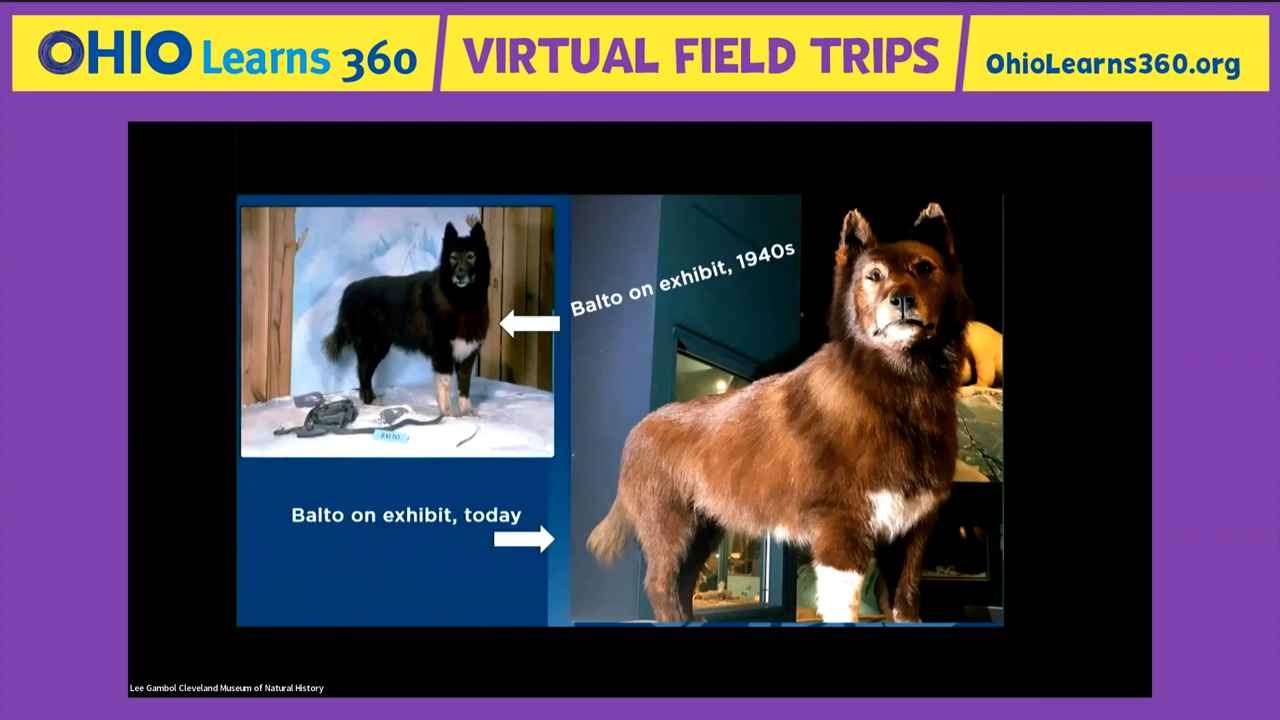 OHIO Learns 360
VIRTUAL FIELD TRIPS
OhioLearns360.org
Balto on exhibit, 1940s
BALTO
Balto on exhibit, today
Lee Gambol Cleveland Museum of Natural History